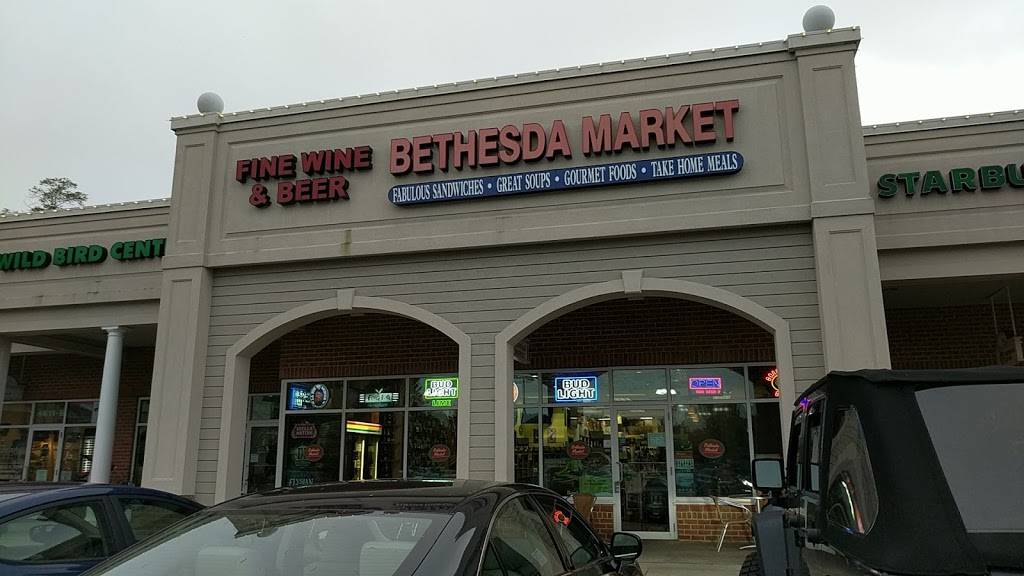 WILD BIRD CENT
FINE WINE
& BEER
BETHESDA MARKET
FABULOUS SANDWICHES • GREAT SOUPS • GOURMET FOODS • TAKE HOME MEALS
STARBU
BUD
LIGHT
LIME
BUD
LIGHT
OPEN